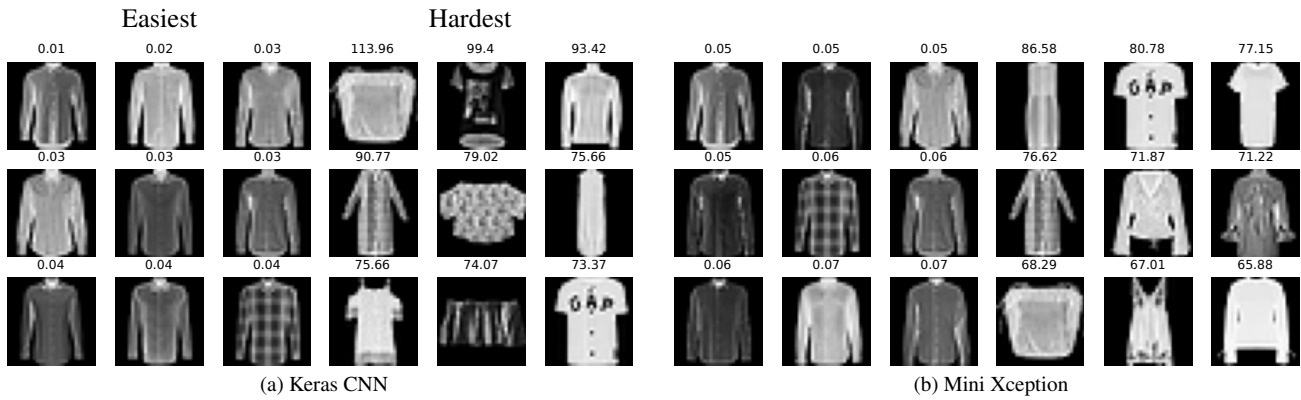 Easiest Hardest
0.01 0.02 0.03 113.96 99.4 93.42 0.05 0.05 0.05 86.58 80.78 77.15
GAP
0.03 0.03 0.03 90.77 79.02 75.66 0.05 0.06 0.06 76.62 71.87 71.22
0.04 0.04 0.04 75.66 74.07 73.37 0.06 0.07 0.07 68.29 67.01 65.88
GAP
(a) Keras CNN (b) Mini Xception